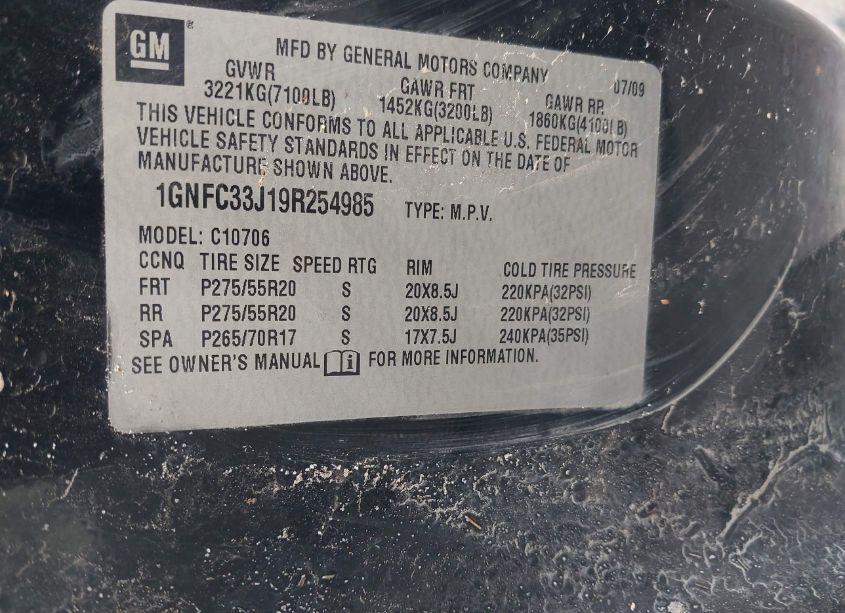 GM
MFD BY GENERAL MOTORS COMPANY
GVWR GAWR FRT GAWR RR 07/09
3221KG(7100LB) 1452KG(3200LB) 1860KG(4100LB)
THIS VEHICLE CONFORMS TO ALL APPLICABLE U.S. FEDERAL MOTOR
VEHICLE SAFETY STANDARDS IN EFFECT ON THE DATE OF
MANUFACTURE SHOWN ABOVE.
1GNFC33J19R254985 TYPE: M.P.V.
MODEL: C10706
CCNQ TIRE SIZE SPEED RTG RIM COLD TIRE PRESSURE
FRT P275/55R20 S 20X8.5J 220KPA(32PSI)
RR P275/55R20 S 20X8.5J 220KPA(32PSI)
SPA P265/70R17 S 17X7.5J 240KPA(35PSI)
SEE OWNER'S MANUAL i FOR MORE INFORMATION.